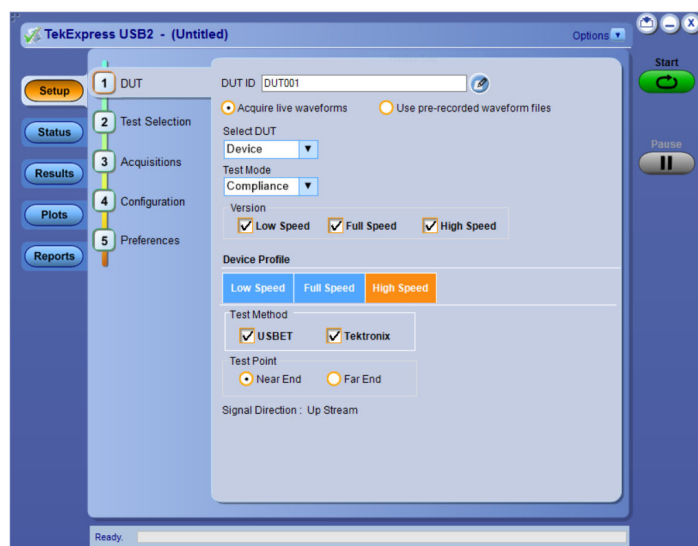 TekExpress USB2 - (Untitled)
Options
Start
Pause
Setup
Status
Results
Plots
Reports
1 DUT
2 Test Selection
3 Acquisitions
4 Configuration
5 Preferences
DUT ID DUT001
Acquire live waveforms Use pre-recorded waveform files
Select DUT
Device
Test Mode
Compliance
Version
Low Speed Full Speed High Speed
Device Profile
Low Speed Full Speed High Speed
Test Method
USBET Tektronix
Test Point
Near End Far End
Signal Direction : Up Stream
Ready.